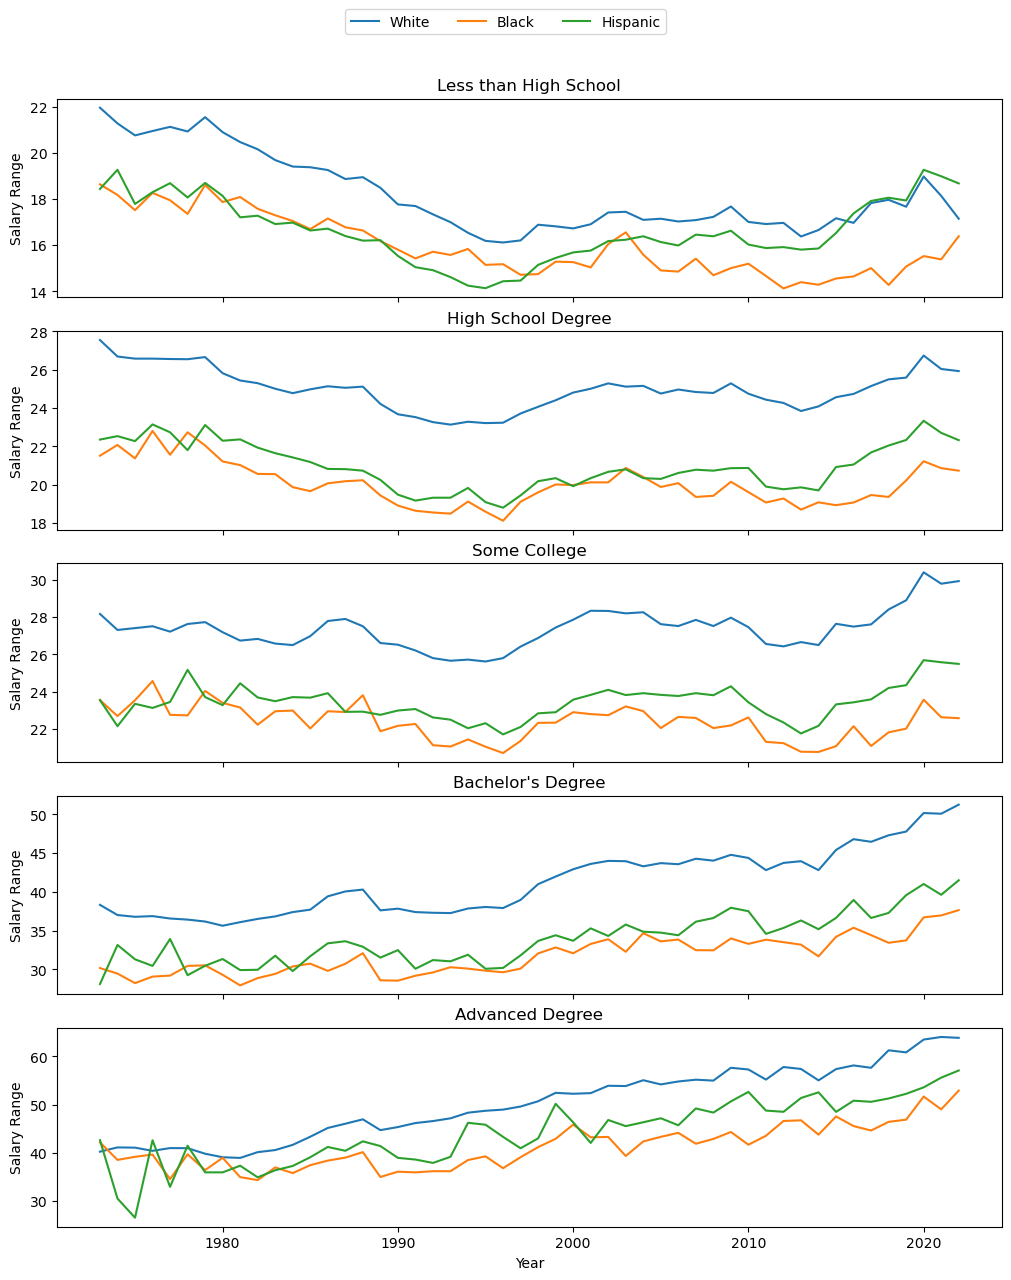 White Black Hispanic
Less than High School
Salary Range
22
20
18
16
14
High School Degree
Salary Range
28
26
24
22
20
18
Some College
Salary Range
30
28
26
24
22
Bachelor's Degree
Salary Range
50
45
40
35
30
Advanced Degree
Salary Range
60
50
40
30
1980 1990 2000 2010 2020
Year